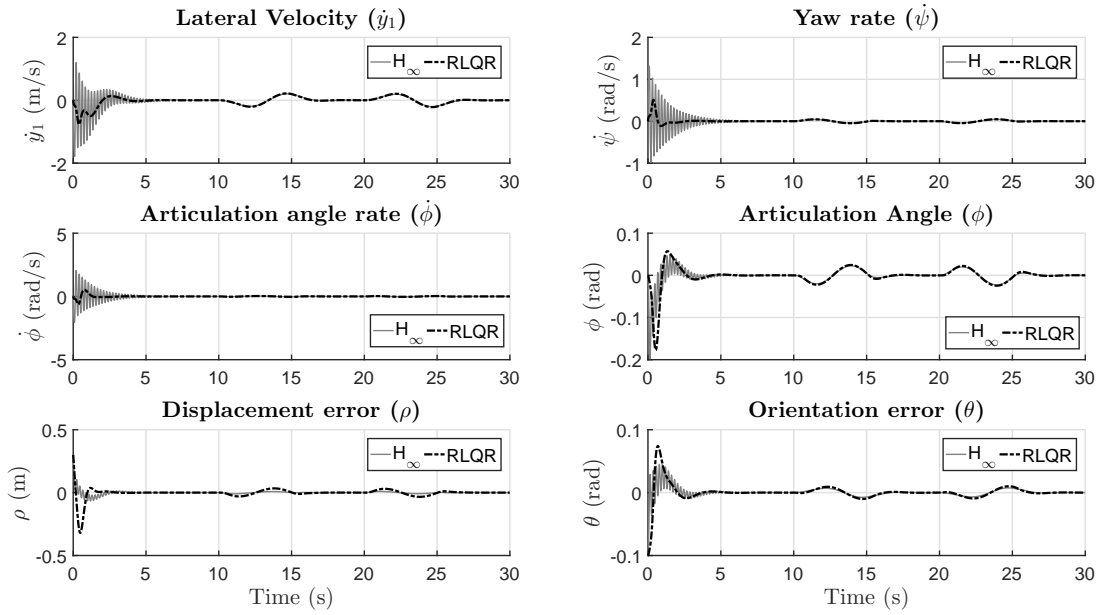 Lateral Velocity (ẏ₁)
2
0
-2
ẏ₁ (m/s)
H∞ RLQR
0 5 10 15 20 25 30
Yaw rate (ψ̇)
2
1
0
-1
ψ̇ (rad/s)
H∞ RLQR
0 5 10 15 20 25 30
Articulation angle rate (ϕ̇)
5
0
-5
ϕ̇ (rad/s)
H∞ RLQR
0 5 10 15 20 25 30
Articulation Angle (ϕ)
0.1
0
-0.1
-0.2
ϕ (rad)
H∞ RLQR
0 5 10 15 20 25 30
Displacement error (ρ)
0.5
0
-0.5
ρ (m)
H∞ RLQR
0 5 10 15 20 25 30
Time (s)
Orientation error (θ)
0.1
0
-0.1
θ (rad)
H∞ RLQR
0 5 10 15 20 25 30
Time (s)